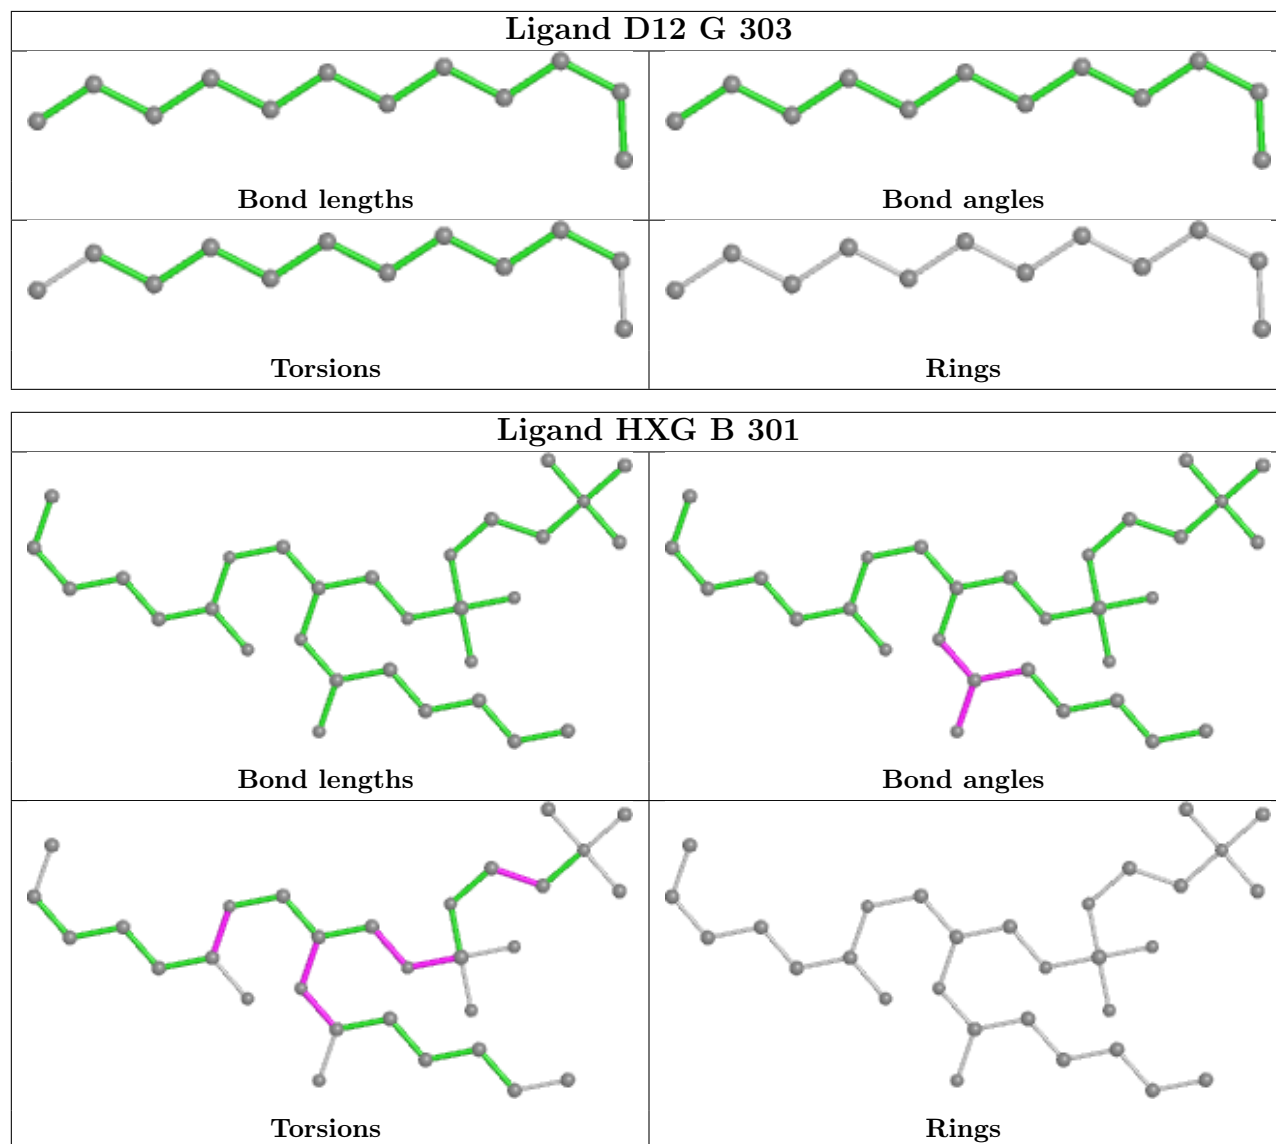 Ligand D12 G 303
Bond lengths
Bond angles
Torsions
Rings
Ligand HXG B 301
Bond lengths
Bond angles
Torsions
Rings